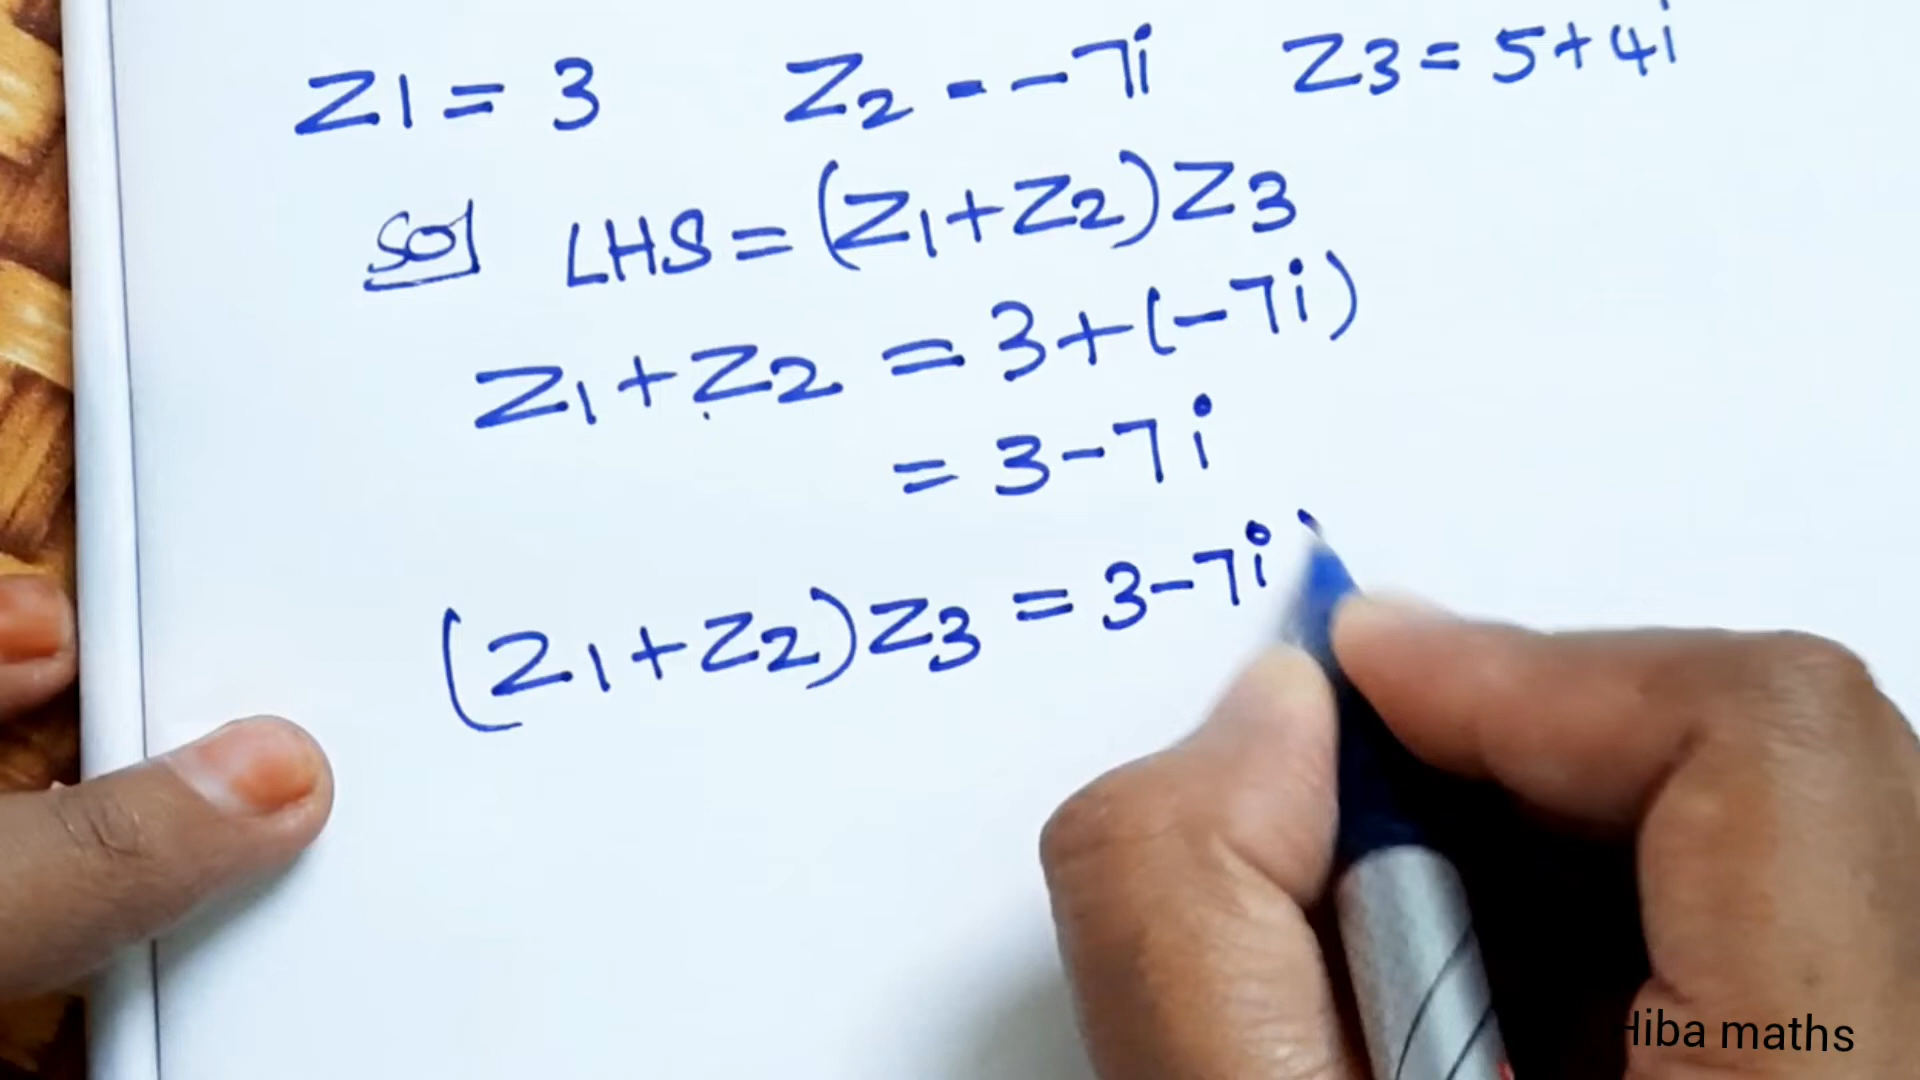 Z1 = 3 Z2 = -7i Z3 = 5+4i
Sol LHS = (Z1+Z2)Z3
Z1+Z2 = 3+(-7i)
= 3-7i
(Z1+Z2)Z3 = 3-7i
Hiba maths